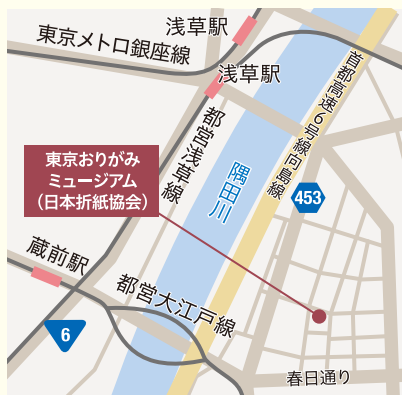 浅草駅
東京メトロ銀座線
浅草駅
首都高速6号線向島線
都営浅草線
東京おりがみ
ミュージアム
（日本折紙協会）
隅田川
453
蔵前駅
都営大江戸線
6
春日通り